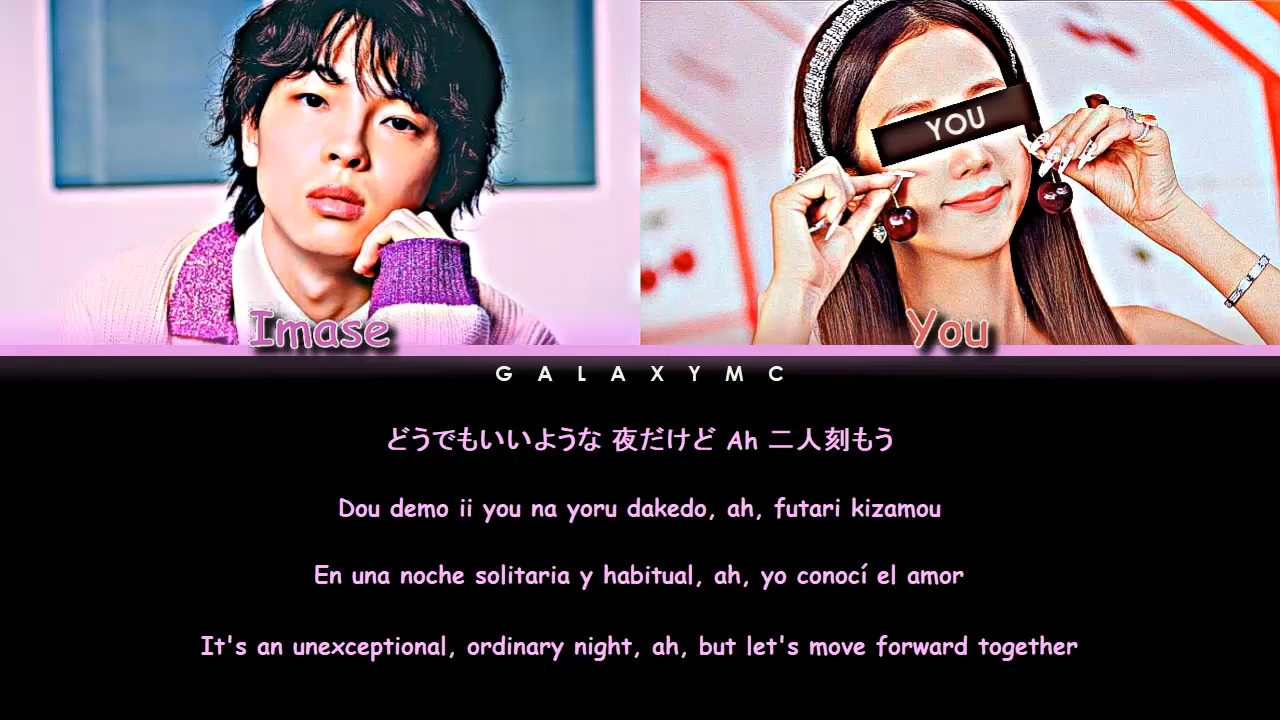 YOU
Imase
You
GALAXYMC
どうでもいいような 夜だけど Ah 二人刻もう
Dou demo ii you na yoru dakedo, ah, futari kizamou
En una noche solitaria y habitual, ah, yo conocí el amor
It's an unexceptional, ordinary night, ah, but let's move forward together